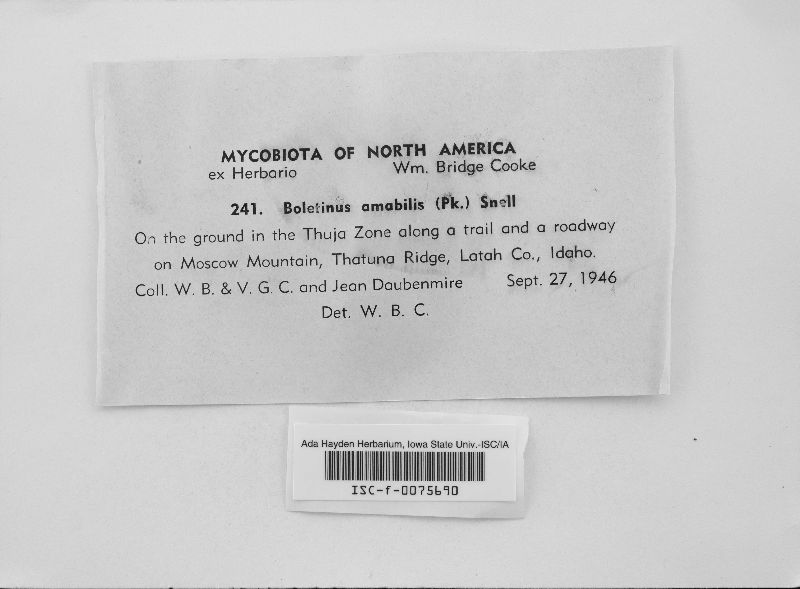 MYCOBIOTA OF NORTH AMERICA
ex Herbario Wm. Bridge Cooke
241. Boletinus amabilis (Pk.) Snell
On the ground in the Thuja Zone along a trail and a roadway
on Moscow Mountain, Thatuna Ridge, Latah Co., Idaho.
Coll. W. B. & V. G. C. and Jean Daubenmire Sept. 27, 1946
Det. W. B. C.
Ada Hayden Herbarium, Iowa State Univ.-ISC/IA
ISC-f-0075690